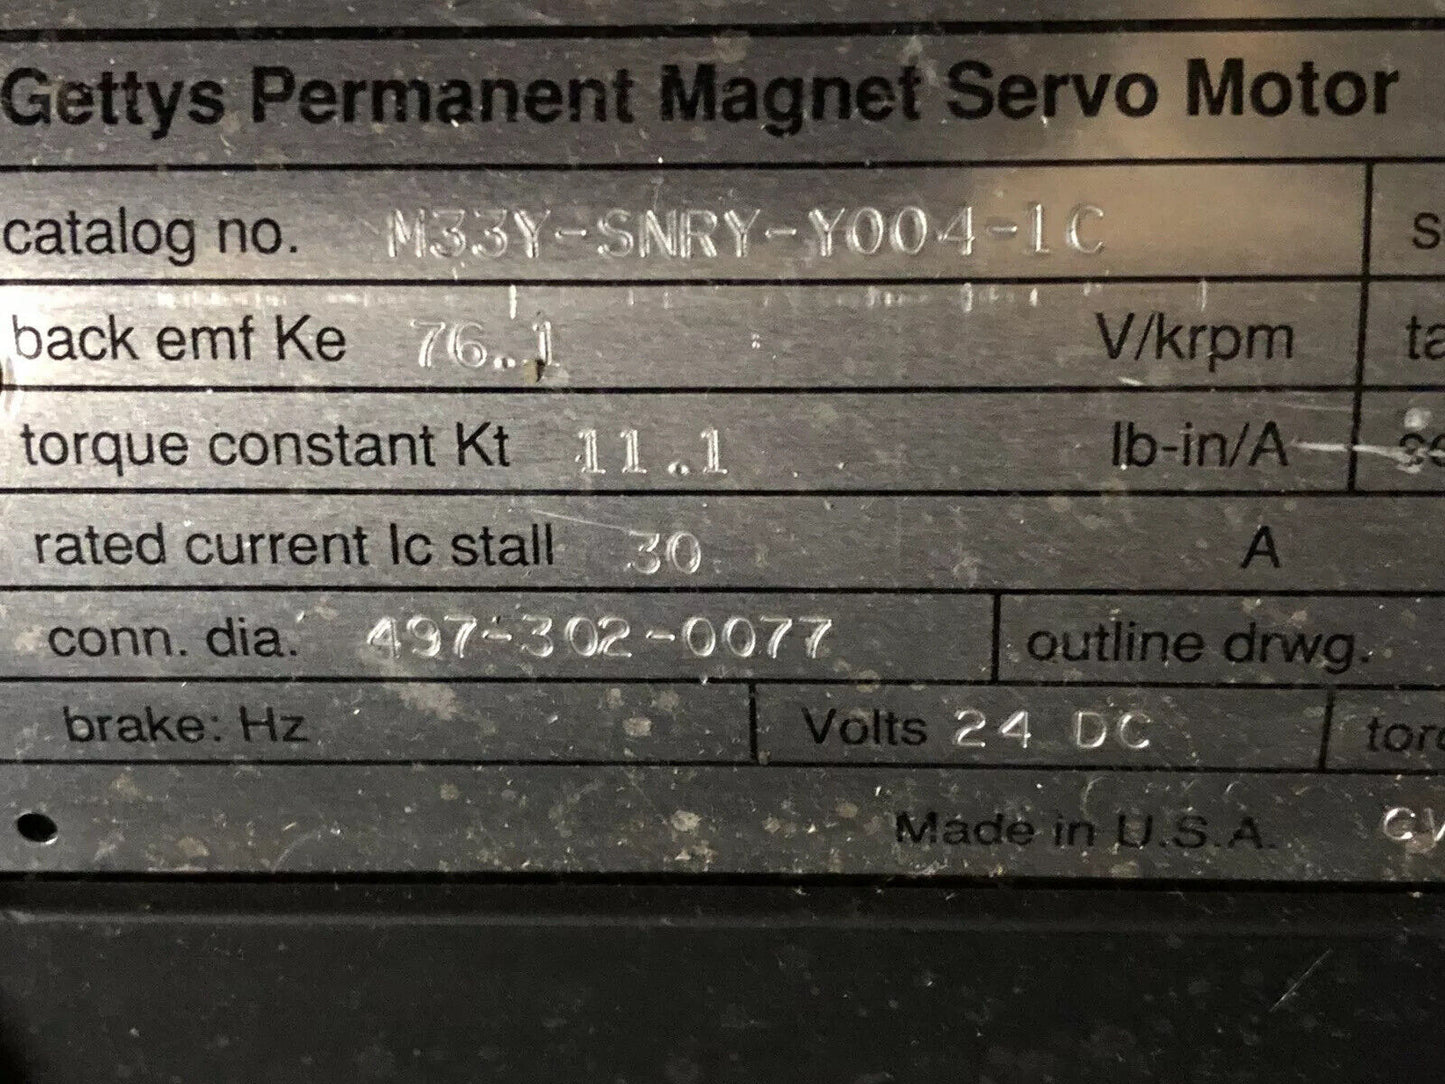 Gettys Permanent Magnet Servo Motor
catalog no. M33Y-SNRY-Y004-1C
back emf Ke 76.1 V/krpm
torque constant Kt 11.1 lb-in/A
rated current Ic stall 30 A
conn. dia. 497-302-0077 outline drwg.
brake: Hz Volts 24 DC
Made in U.S.A.